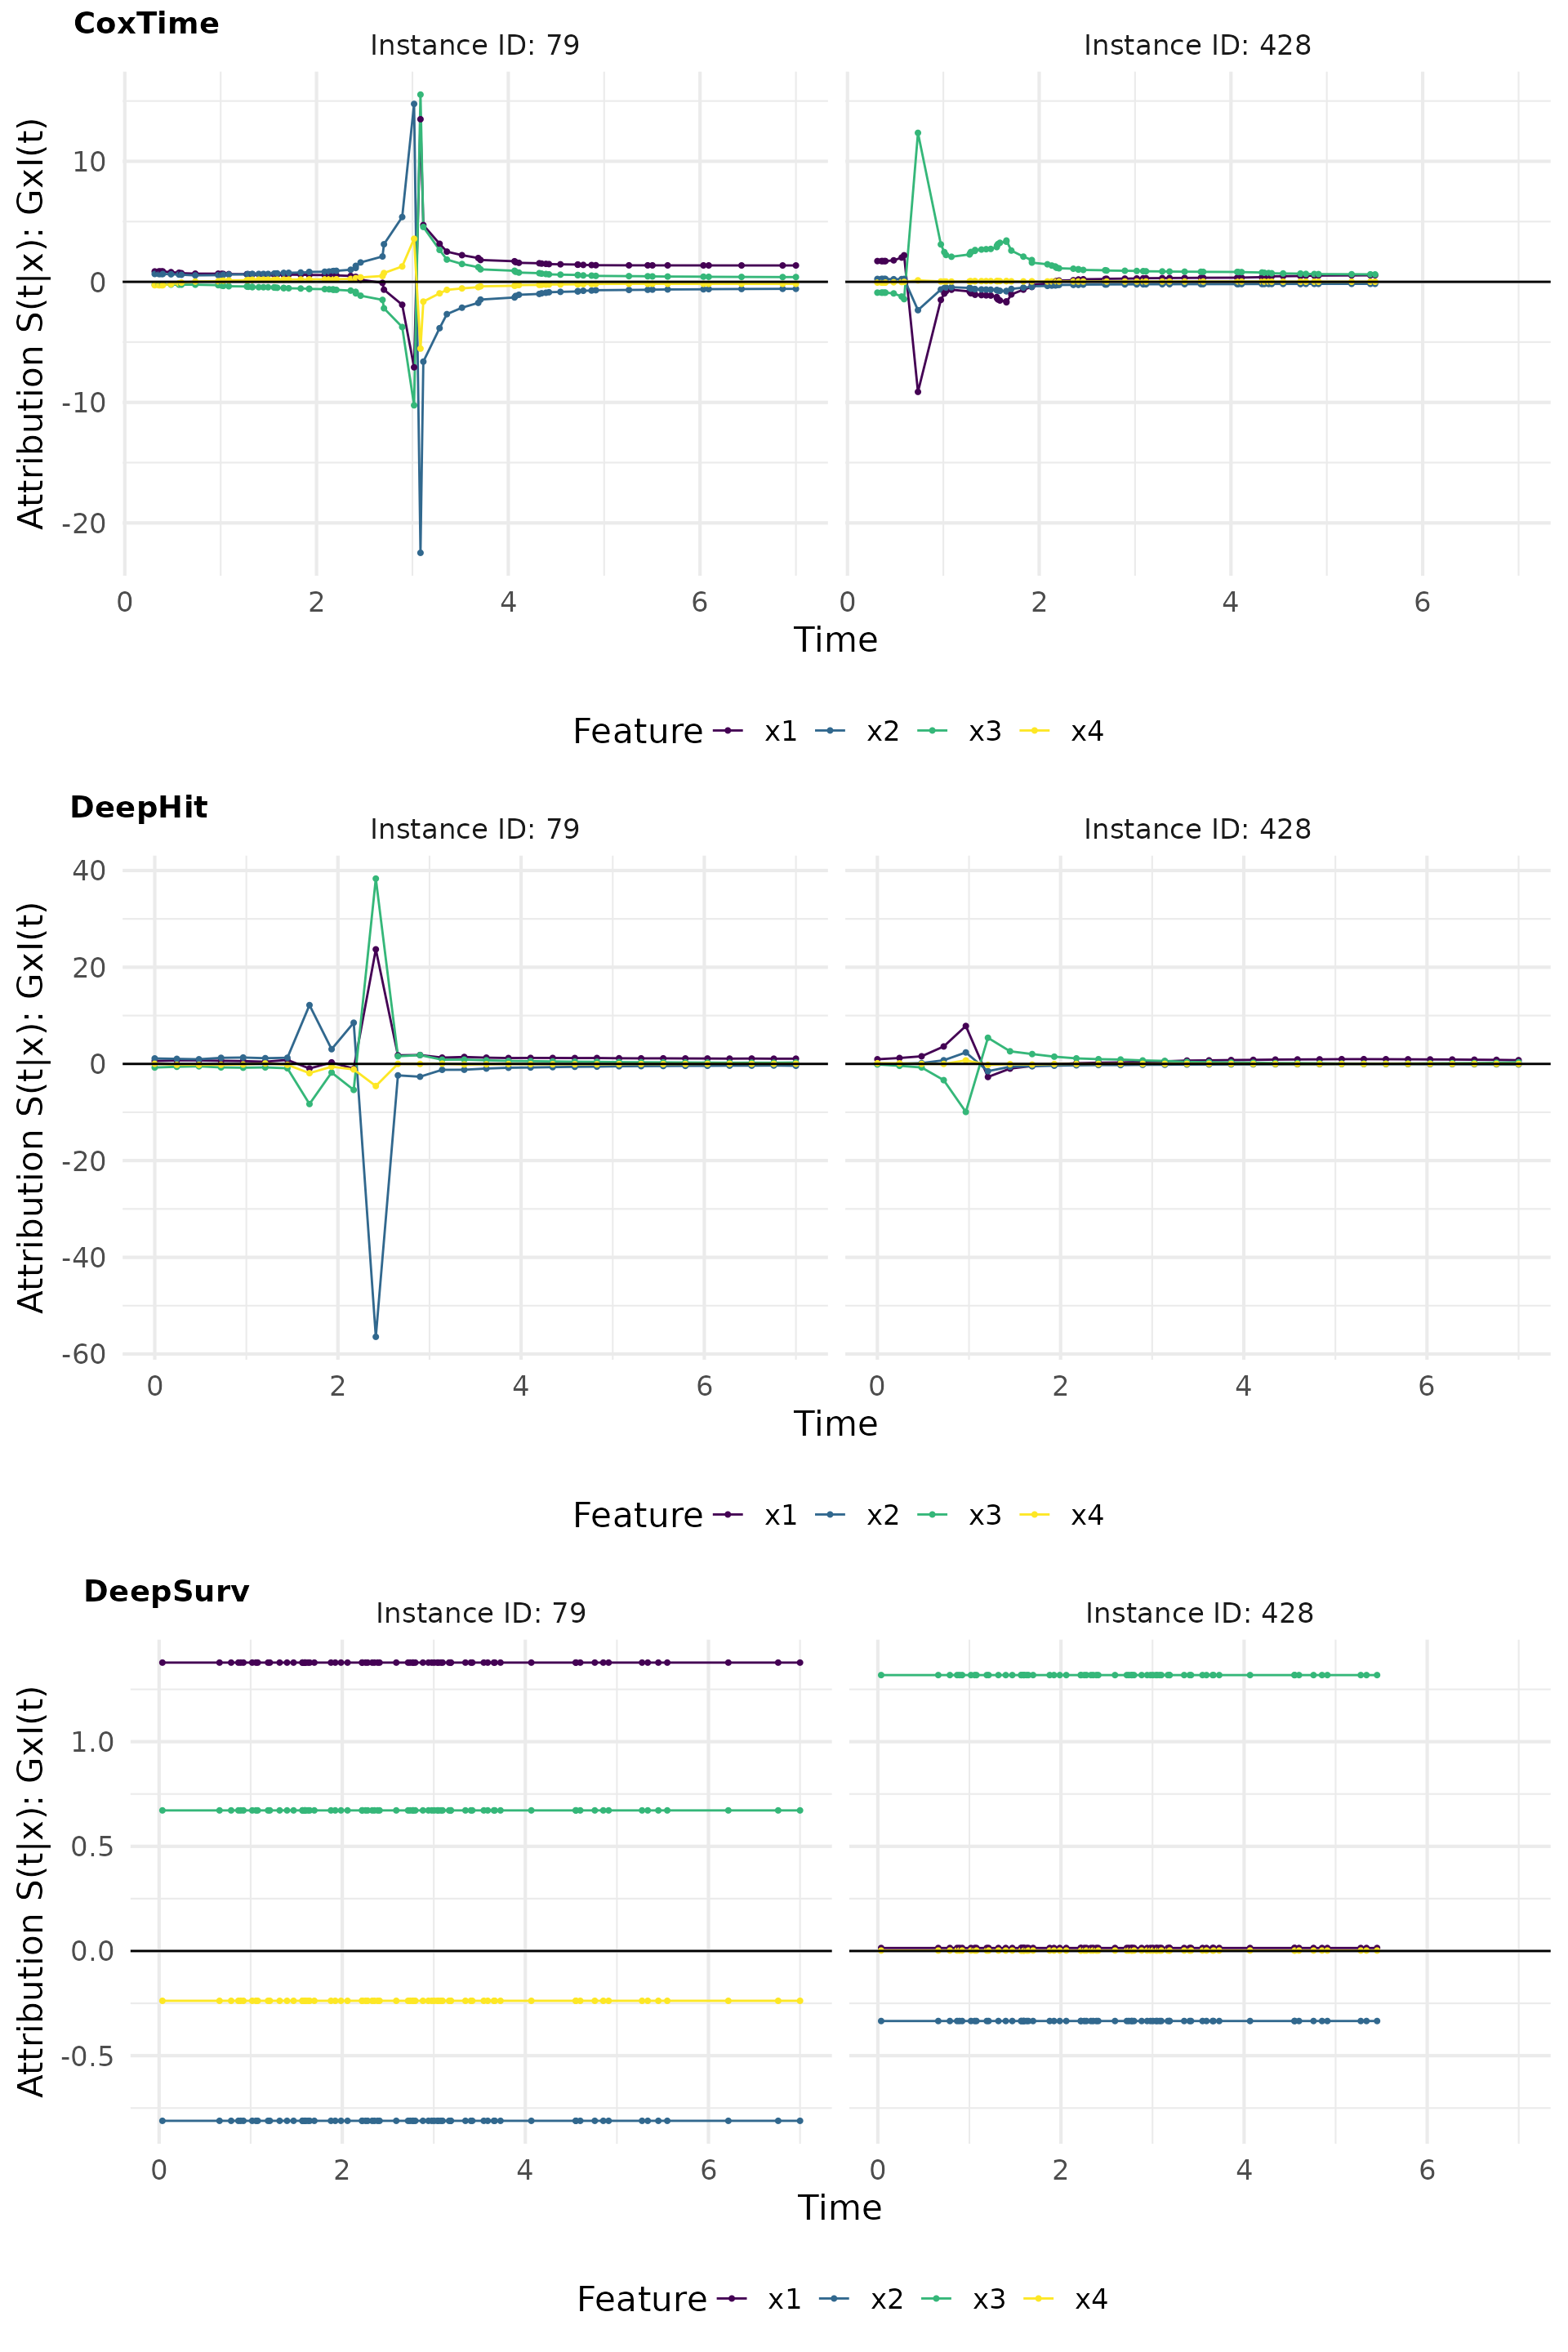 CoxTime
Instance ID: 79
Instance ID: 428
Attribution S(t|x): GxI(t)
10
0
-10
-20
0 2 4 6
0 2 4 6
Time
Feature x1 x2 x3 x4
DeepHit
Instance ID: 79
Instance ID: 428
Attribution S(t|x): GxI(t)
40
20
0
-20
-40
-60
0 2 4 6
0 2 4 6
Time
Feature x1 x2 x3 x4
DeepSurv
Instance ID: 79
Instance ID: 428
Attribution S(t|x): GxI(t)
1.0
0.5
0.0
-0.5
0 2 4 6
0 2 4 6
Time
Feature x1 x2 x3 x4